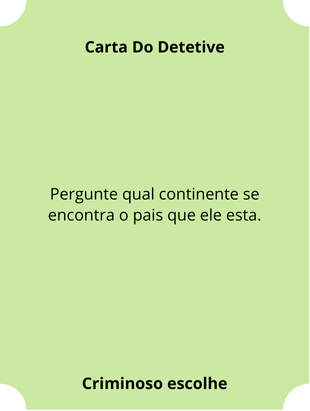 Carta Do Detetive
Pergunte qual continente se
encontra o pais que ele esta.
Criminoso escolhe